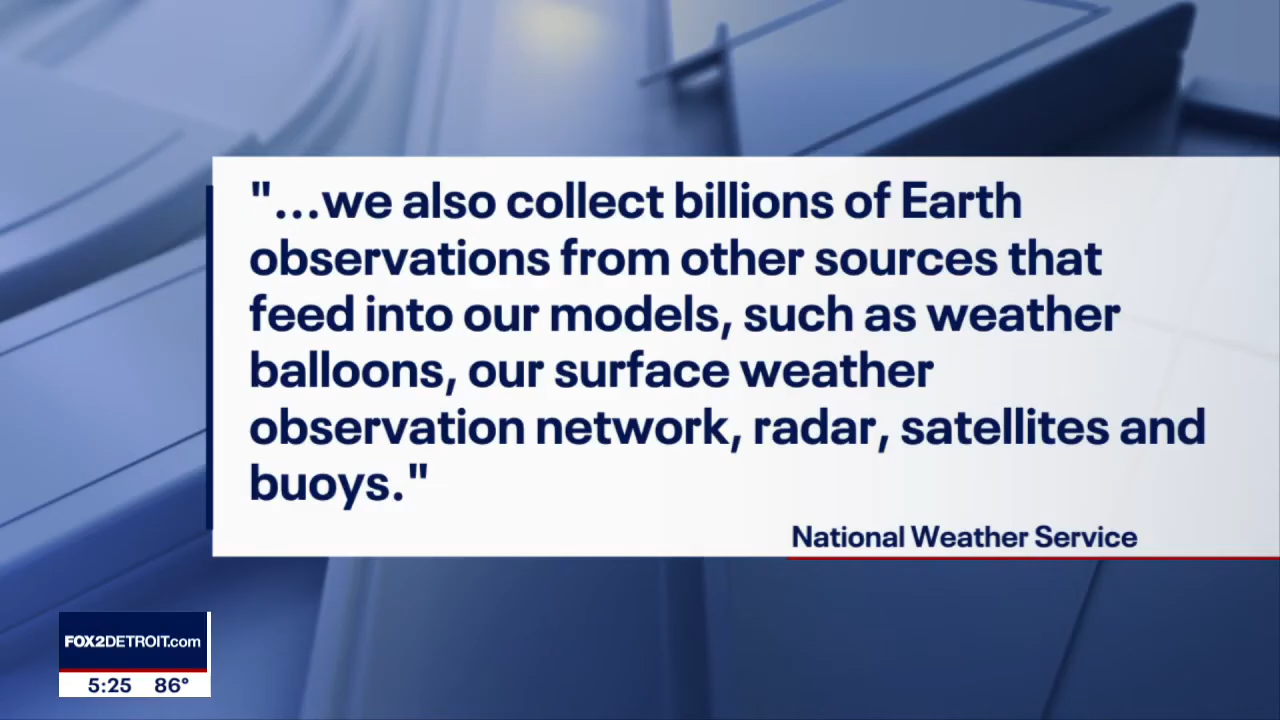 "...we also collect billions of Earth
observations from other sources that
feed into our models, such as weather
balloons, our surface weather
observation network, radar, satellites and
buoys."
National Weather Service
FOX2DETROIT.com
5:25 86°